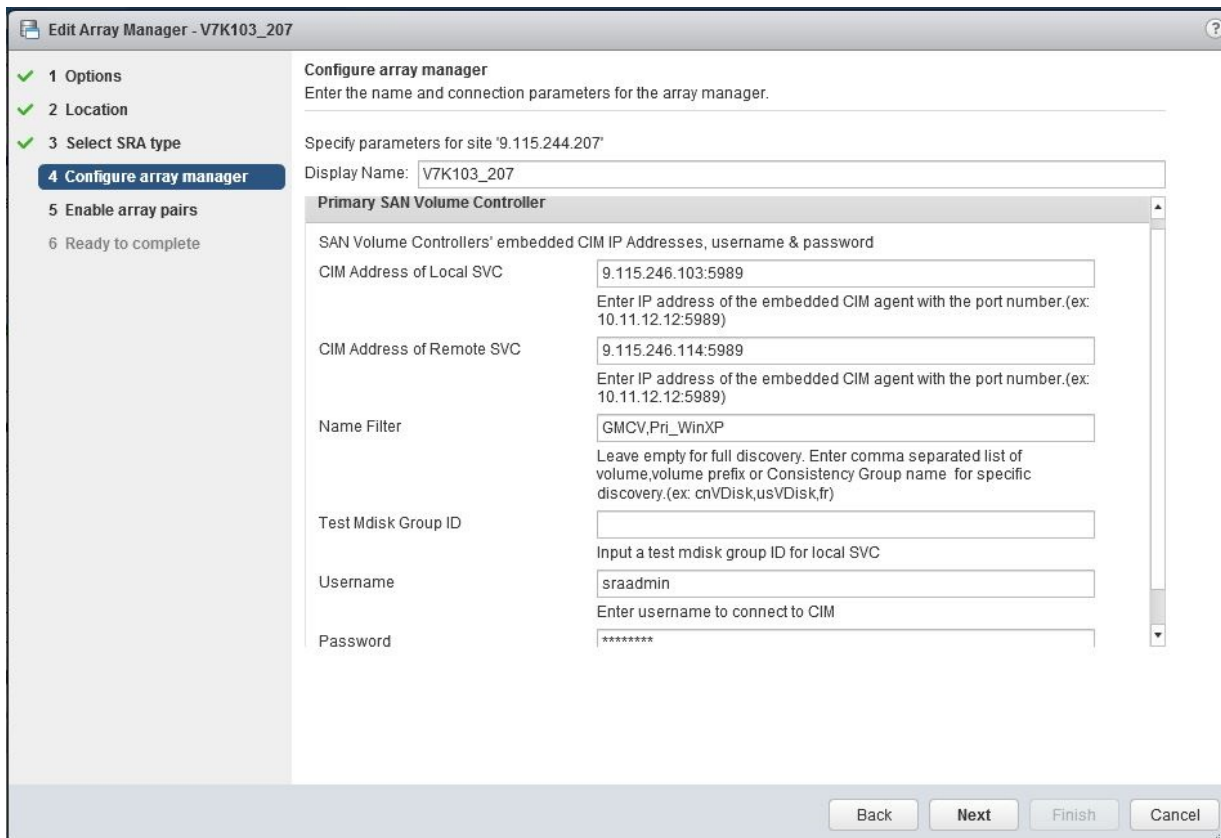 Edit Array Manager - V7K103_207
?
1 Options
2 Location
3 Select SRA type
4 Configure array manager
5 Enable array pairs
6 Ready to complete
Configure array manager
Enter the name and connection parameters for the array manager.
Specify parameters for site '9.115.244.207'
Display Name: V7K103_207
Primary SAN Volume Controller
SAN Volume Controllers' embedded CIM IP Addresses, username & password
CIM Address of Local SVC 9.115.246.103:5989
Enter IP address of the embedded CIM agent with the port number.(ex:
10.11.12.12:5989)
CIM Address of Remote SVC 9.115.246.114:5989
Enter IP address of the embedded CIM agent with the port number.(ex:
10.11.12.12:5989)
Name Filter GMCV,Pri_WinXP
Leave empty for full discovery. Enter comma separated list of
volume,volume prefix or Consistency Group name for specific
discovery.(ex: cnVDisk,usVDisk,fr)
Test Mdisk Group ID
Input a test mdisk group ID for local SVC
Username sraadmin
Enter username to connect to CIM
Password ********
Back Next Finish Cancel